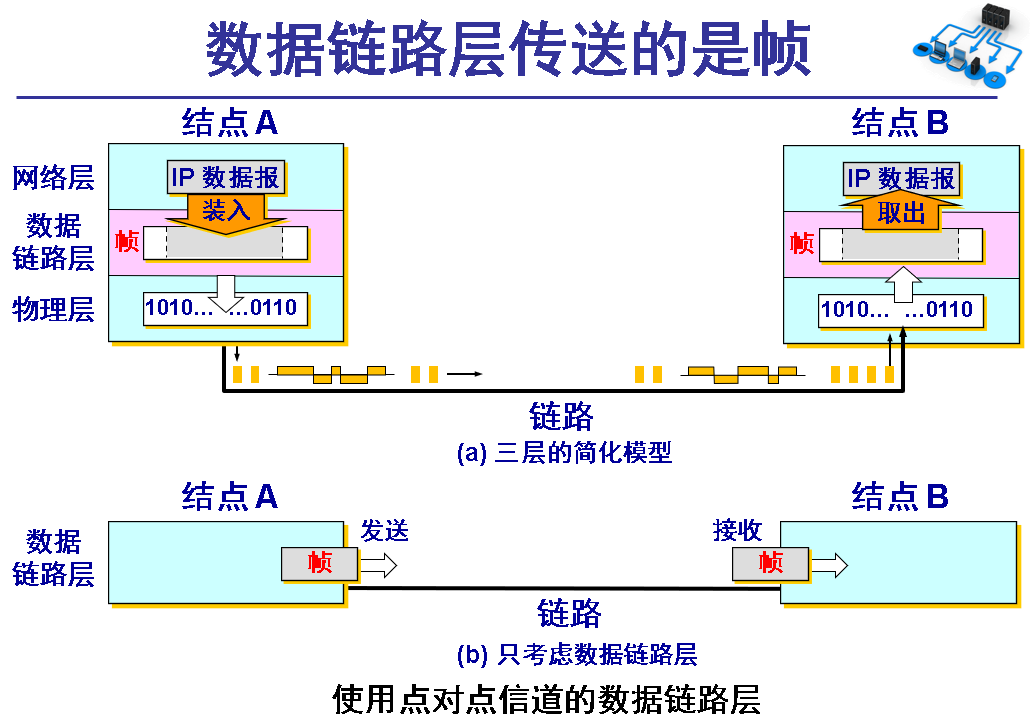 数据链路层传送的是帧
结点 A
结点 B
网络层
IP 数据报
IP 数据报
装入
取出
数据
链路层
帧
帧
物理层
1010… …0110
1010… …0110
链路
(a) 三层的简化模型
结点 A
结点 B
数据
链路层
发送
接收
帧
帧
链路
(b) 只考虑数据链路层
使用点对点信道的数据链路层